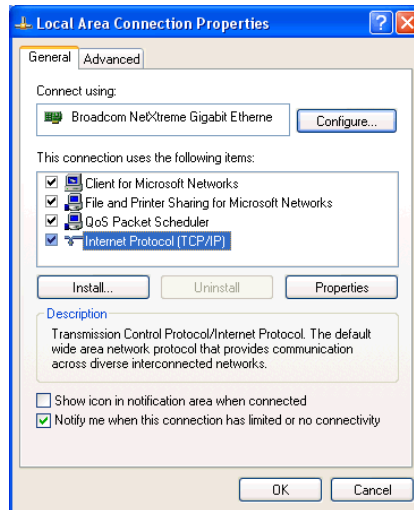 Local Area Connection Properties
General Advanced
Connect using:
Broadcom NetXtreme Gigabit Etherne
Configure...
This connection uses the following items:
Client for Microsoft Networks
File and Printer Sharing for Microsoft Networks
QoS Packet Scheduler
Internet Protocol (TCP/IP)
Install... Uninstall Properties
Description
Transmission Control Protocol/Internet Protocol. The default
wide area network protocol that provides communication
across diverse interconnected networks.
Show icon in notification area when connected
Notify me when this connection has limited or no connectivity
OK Cancel